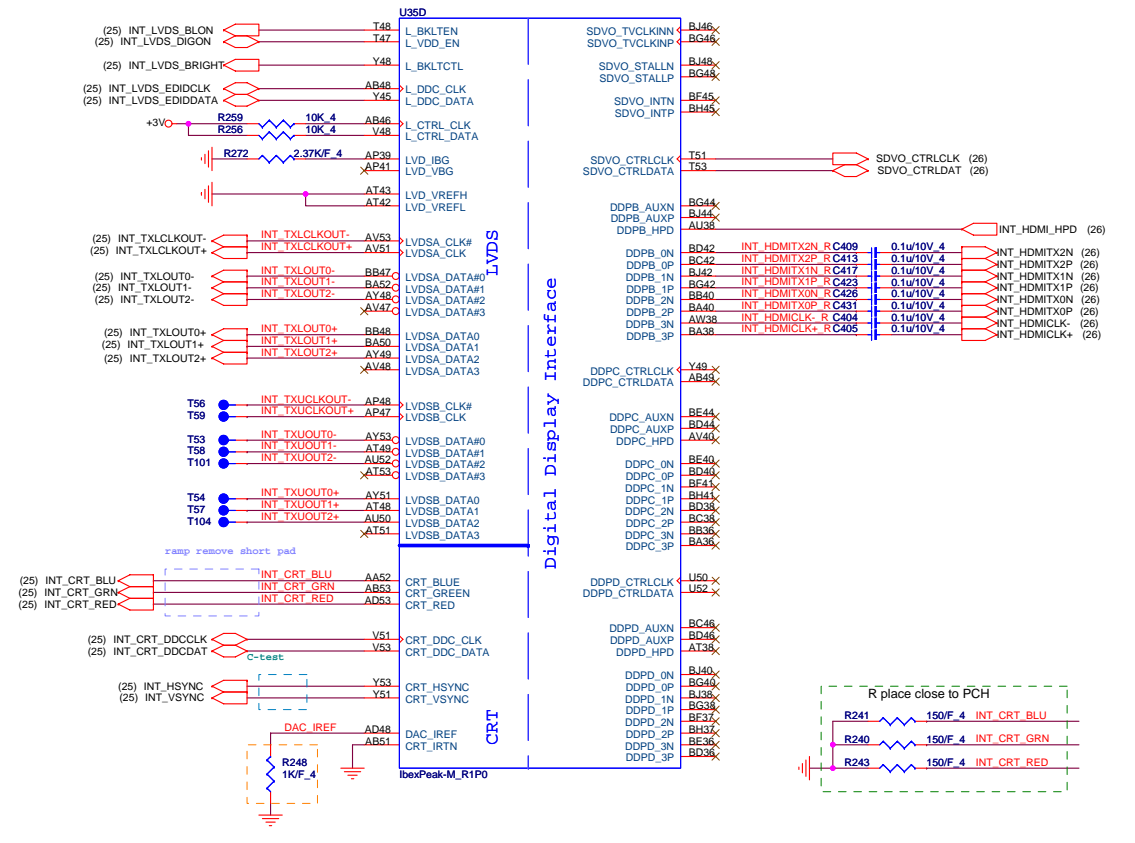 U35D
(25) INT_LVDS_BLON T48 L_BKLTEN
(25) INT_LVDS_DIGON T47 L_VDD_EN
(25) INT_LVDS_BRIGHT Y48 L_BKLTCTL
(25) INT_LVDS_EDIDCLK AB48 L_DDC_CLK
(25) INT_LVDS_EDIDDATA Y45 L_DDC_DATA
+3V R259 10K_4 AB46 L_CTRL_CLK
R256 10K_4 V48 L_CTRL_DATA
R272 2.37K/F_4 AP39 LVD_IBG
AP41 LVD_VBG
AT43 LVD_VREFH
AT42 LVD_VREFL
(25) INT_TXLCLKOUT- INT_TXLCLKOUT- AV53 LVDSA_CLK#
(25) INT_TXLCLKOUT+ INT_TXLCLKOUT+ AV51 LVDSA_CLK
(25) INT_TXLOUT0- INT_TXLOUT0- BB47 LVDSA_DATA#0
(25) INT_TXLOUT1- INT_TXLOUT1- BA52 LVDSA_DATA#1
(25) INT_TXLOUT2- INT_TXLOUT2- AY48 LVDSA_DATA#2
AV47 LVDSA_DATA#3
(25) INT_TXLOUT0+ INT_TXLOUT0+ BB48 LVDSA_DATA0
(25) INT_TXLOUT1+ INT_TXLOUT1+ BA50 LVDSA_DATA1
(25) INT_TXLOUT2+ INT_TXLOUT2+ AY49 LVDSA_DATA2
AV48 LVDSA_DATA3
T56 INT_TXUCLKOUT- AP48 LVDSB_CLK#
T59 INT_TXUCLKOUT+ AP47 LVDSB_CLK
T53 INT_TXUOUT0- AY53 LVDSB_DATA#0
T58 INT_TXUOUT1- AT49 LVDSB_DATA#1
T101 INT_TXUOUT2- AU52 LVDSB_DATA#2
AT53 LVDSB_DATA#3
T54 INT_TXUOUT0+ AY51 LVDSB_DATA0
T57 INT_TXUOUT1+ AT48 LVDSB_DATA1
T104 INT_TXUOUT2+ AU50 LVDSB_DATA2
AT51 LVDSB_DATA3
ramp remove short pad
(25) INT_CRT_BLU INT_CRT_BLU AA52 CRT_BLUE
(25) INT_CRT_GRN INT_CRT_GRN AB53 CRT_GREEN
(25) INT_CRT_RED INT_CRT_RED AD53 CRT_RED
(25) INT_CRT_DDCCLK V51 CRT_DDC_CLK
(25) INT_CRT_DDCDAT V53 CRT_DDC_DATA
C-test
(25) INT_HSYNC Y53 CRT_HSYNC
(25) INT_VSYNC Y51 CRT_VSYNC
DAC_IREF AD48 DAC_IREF
AB51 CRT_IRTN
R248
1K/F_4
IbexPeak-M_R1P0
LVDS
CRT
Digital Display Interface
SDVO_TVCLKINN BJ46
SDVO_TVCLKINP BG46
SDVO_STALLN BJ48
SDVO_STALLP BG48
SDVO_INTN BF45
SDVO_INTP BH45
SDVO_CTRLCLK T51 SDVO_CTRLCLK (26)
SDVO_CTRLDATA T53 SDVO_CTRLDAT (26)
DDPB_AUXN BG44
DDPB_AUXP BJ44
DDPB_HPD AU38 INT_HDMI_HPD (26)
DDPB_0N BD42 INT_HDMITX2N_R C409 0.1u/10V_4 INT_HDMITX2N (26)
DDPB_0P BC42 INT_HDMITX2P_R C413 0.1u/10V_4 INT_HDMITX2P (26)
DDPB_1N BJ42 INT_HDMITX1N_R C417 0.1u/10V_4 INT_HDMITX1N (26)
DDPB_1P BG42 INT_HDMITX1P_R C423 0.1u/10V_4 INT_HDMITX1P (26)
DDPB_2N BB40 INT_HDMITX0N_R C426 0.1u/10V_4 INT_HDMITX0N (26)
DDPB_2P BA40 INT_HDMITX0P_R C431 0.1u/10V_4 INT_HDMITX0P (26)
DDPB_3N AW38 INT_HDMICLK-_R C404 0.1u/10V_4 INT_HDMICLK- (26)
DDPB_3P BA38 INT_HDMICLK+_R C405 0.1u/10V_4 INT_HDMICLK+ (26)
DDPC_CTRLCLK Y49
DDPC_CTRLDATA AB49
DDPC_AUXN BE44
DDPC_AUXP BD44
DDPC_HPD AV40
DDPC_0N BE40
DDPC_0P BD40
DDPC_1N BF41
DDPC_1P BH41
DDPC_2N BD38
DDPC_2P BC38
DDPC_3N BB36
DDPC_3P BA36
DDPD_CTRLCLK U50
DDPD_CTRLDATA U52
DDPD_AUXN BC46
DDPD_AUXP BD46
DDPD_HPD AT38
DDPD_0N BJ40
DDPD_0P BG40
DDPD_1N BJ38
DDPD_1P BG38
DDPD_2N BF37
DDPD_2P BH37
DDPD_3N BE36
DDPD_3P BD36
R place close to PCH
R241 150/F_4 INT_CRT_BLU
R240 150/F_4 INT_CRT_GRN
R243 150/F_4 INT_CRT_RED